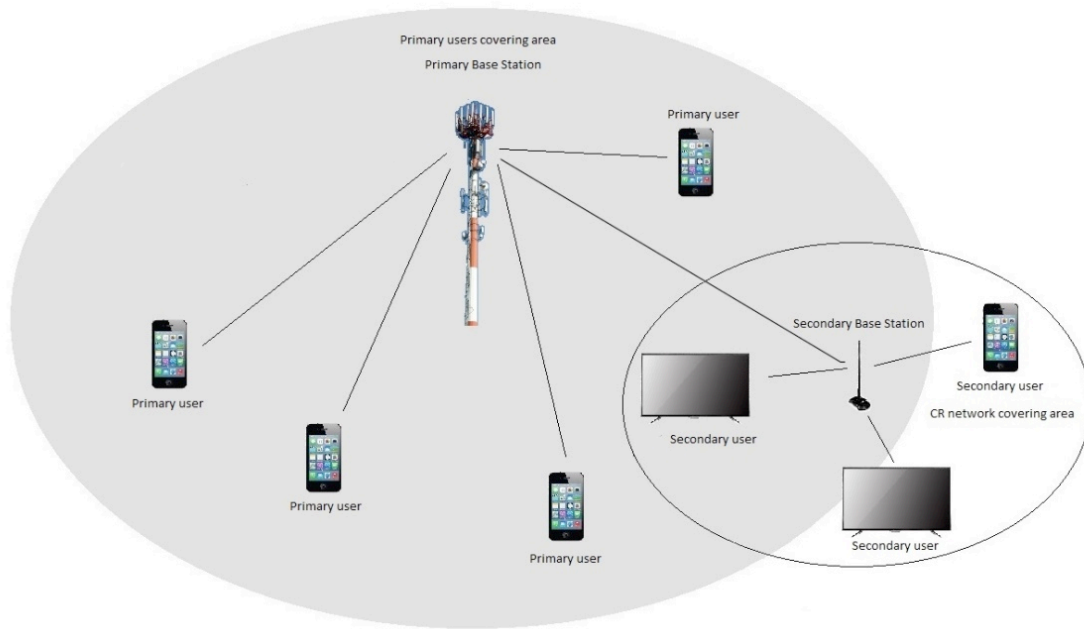 Primary users covering area
Primary Base Station
Primary user
Secondary Base Station
Primary user
Secondary user
CR network covering area
Secondary user
Primary user
Secondary user
Primary user